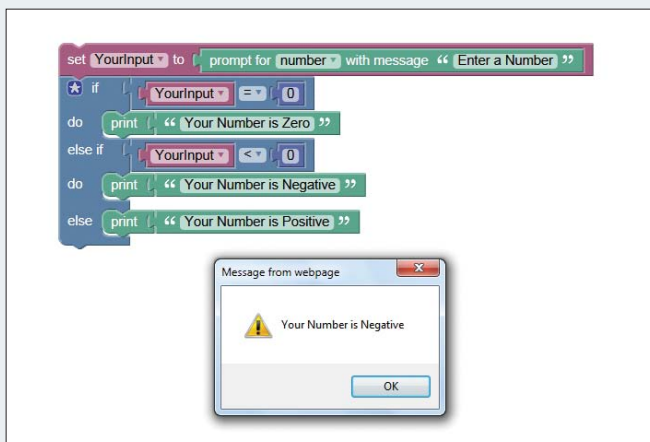 set YourInput to prompt for number with message “ Enter a Number ”
if YourInput = 0
do print “ Your Number is Zero ”
else if YourInput < 0
do print “ Your Number is Negative ”
else print “ Your Number is Positive ”
Message from webpage
Your Number is Negative
OK